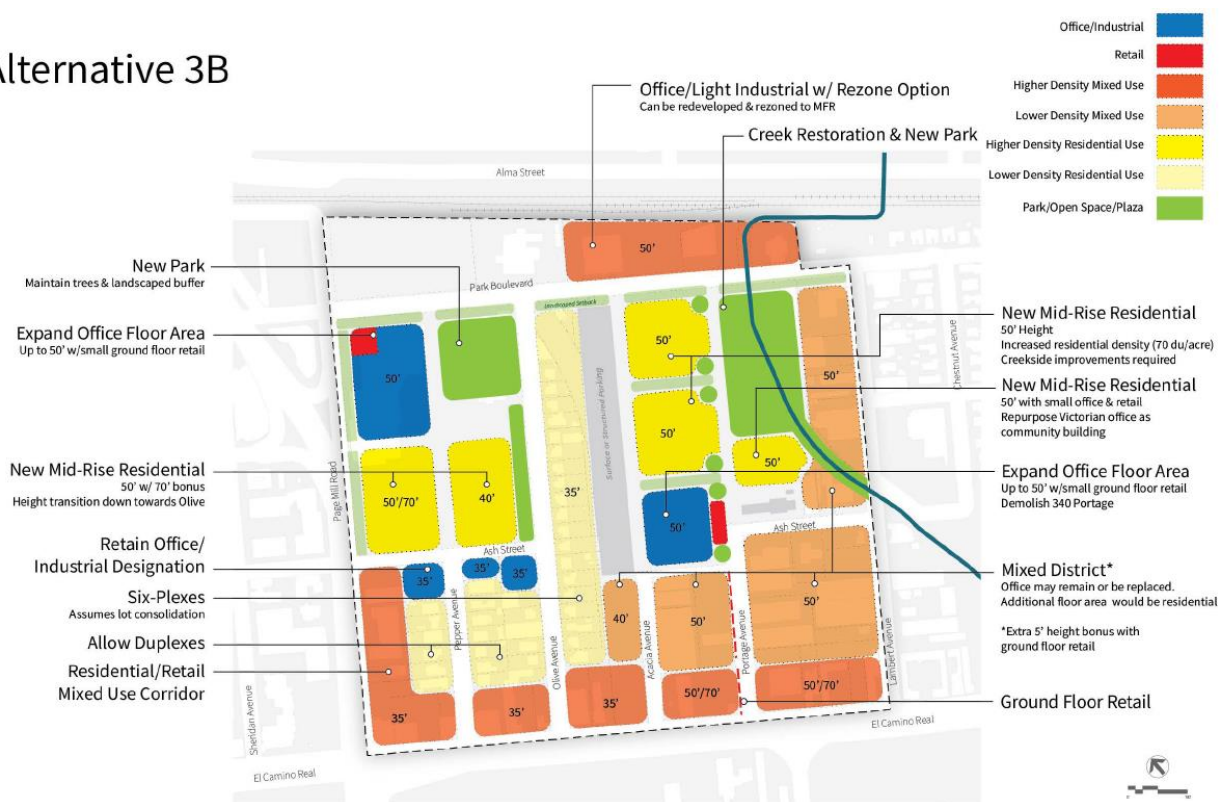 Alternative 3B
Office/Industrial
Retail
Higher Density Mixed Use
Lower Density Mixed Use
Higher Density Residential Use
Lower Density Residential Use
Park/Open Space/Plaza
Office/Light Industrial w/ Rezone Option
Can be redeveloped & rezoned to MFR
Creek Restoration & New Park
Alma Street
New Park
Maintain trees & landscaped buffer
Expand Office Floor Area
Up to 50' w/small ground floor retail
New Mid-Rise Residential
50' w/ 70' bonus
Height transition down towards Olive
Retain Office/
Industrial Designation
Six-Plexes
Assumes lot consolidation
Allow Duplexes
Residential/Retail
Mixed Use Corridor
New Mid-Rise Residential
50' Height
Increased residential density (70 du/acre)
Creekside improvements required
New Mid-Rise Residential
50' with small office & retail
Repurpose Victorian office as
community building
Expand Office Floor Area
Up to 50' w/small ground floor retail
Demolish 340 Portage
Mixed District*
Office may remain or be replaced.
Additional floor area would be residential
*Extra 5' height bonus with
ground floor retail
Ground Floor Retail
Park Boulevard
Landscaped Setback
Surface or Structured Parking
Page Mill Road
Chestnut Avenue
Ash Street
Ash Street
Pepper Avenue
Olive Avenue
Acacia Avenue
Portage Avenue
Lambert Avenue
Sheridan Avenue
El Camino Real
El Camino Real
50'
50'
50'
50'
50'
50'
50'/70'
40'
35'
50'
35'
35'
35'
40'
50'
50'
35'
35'
35'
50'/70'
50'/70'